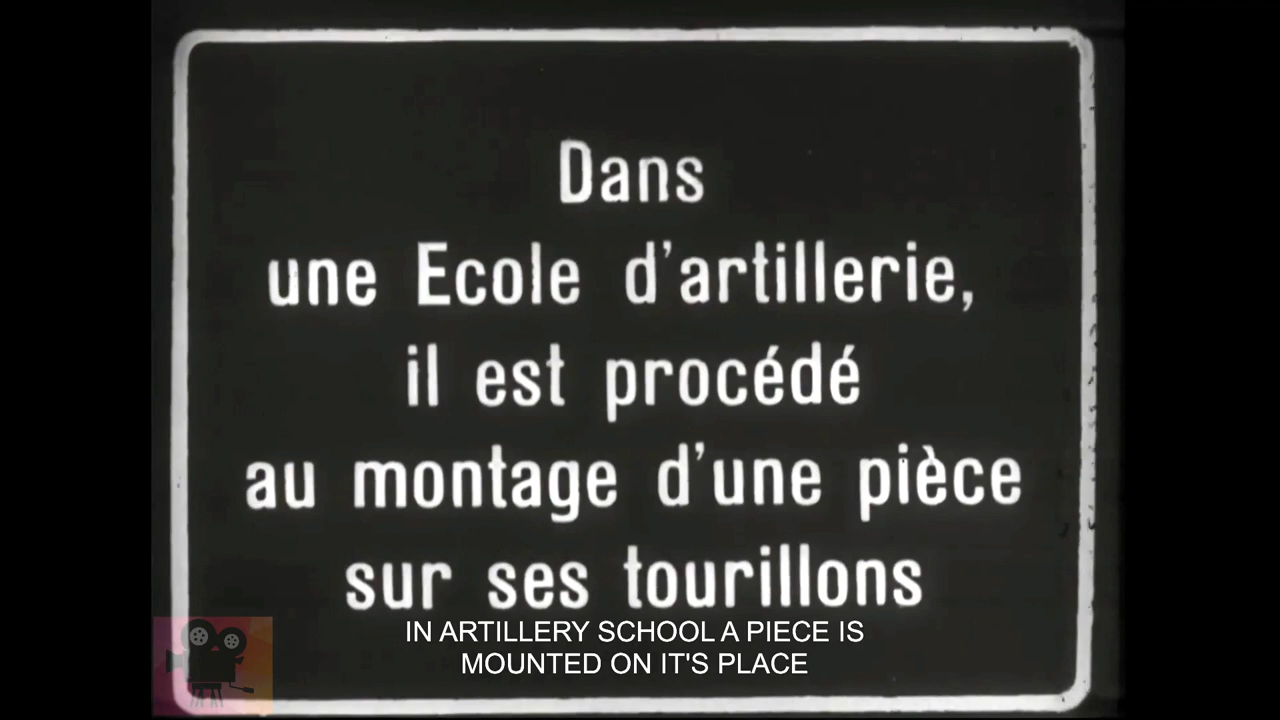 Dans
une Ecole d'artillerie,
il est procédé
au montage d'une pièce
sur ses tourillons
IN ARTILLERY SCHOOL A PIECE IS
MOUNTED ON IT'S PLACE